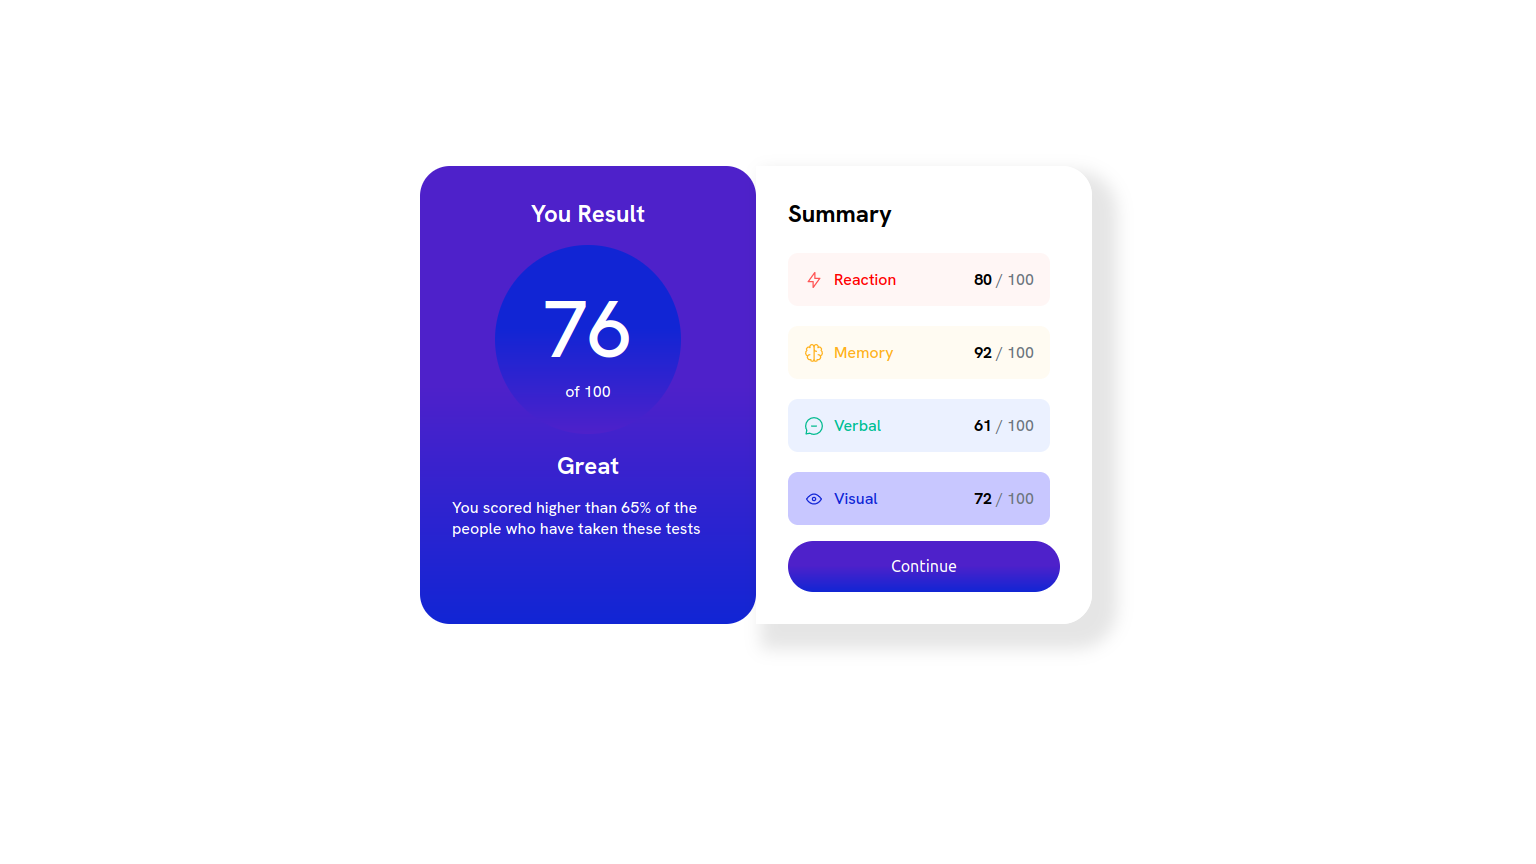 You Result
76
of 100
Great
You scored higher than 65% of the
people who have taken these tests
Summary
Reaction 80 / 100
Memory 92 / 100
Verbal 61 / 100
Visual 72 / 100
Continue